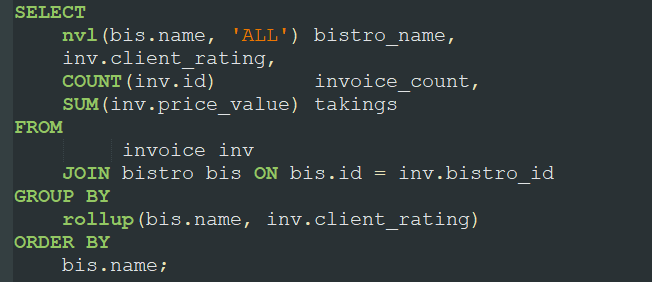 SELECT
nvl(bis.name, 'ALL') bistro_name,
inv.client_rating,
COUNT(inv.id) invoice_count,
SUM(inv.price_value) takings
FROM
invoice inv
JOIN bistro bis ON bis.id = inv.bistro_id
GROUP BY
rollup(bis.name, inv.client_rating)
ORDER BY
bis.name;